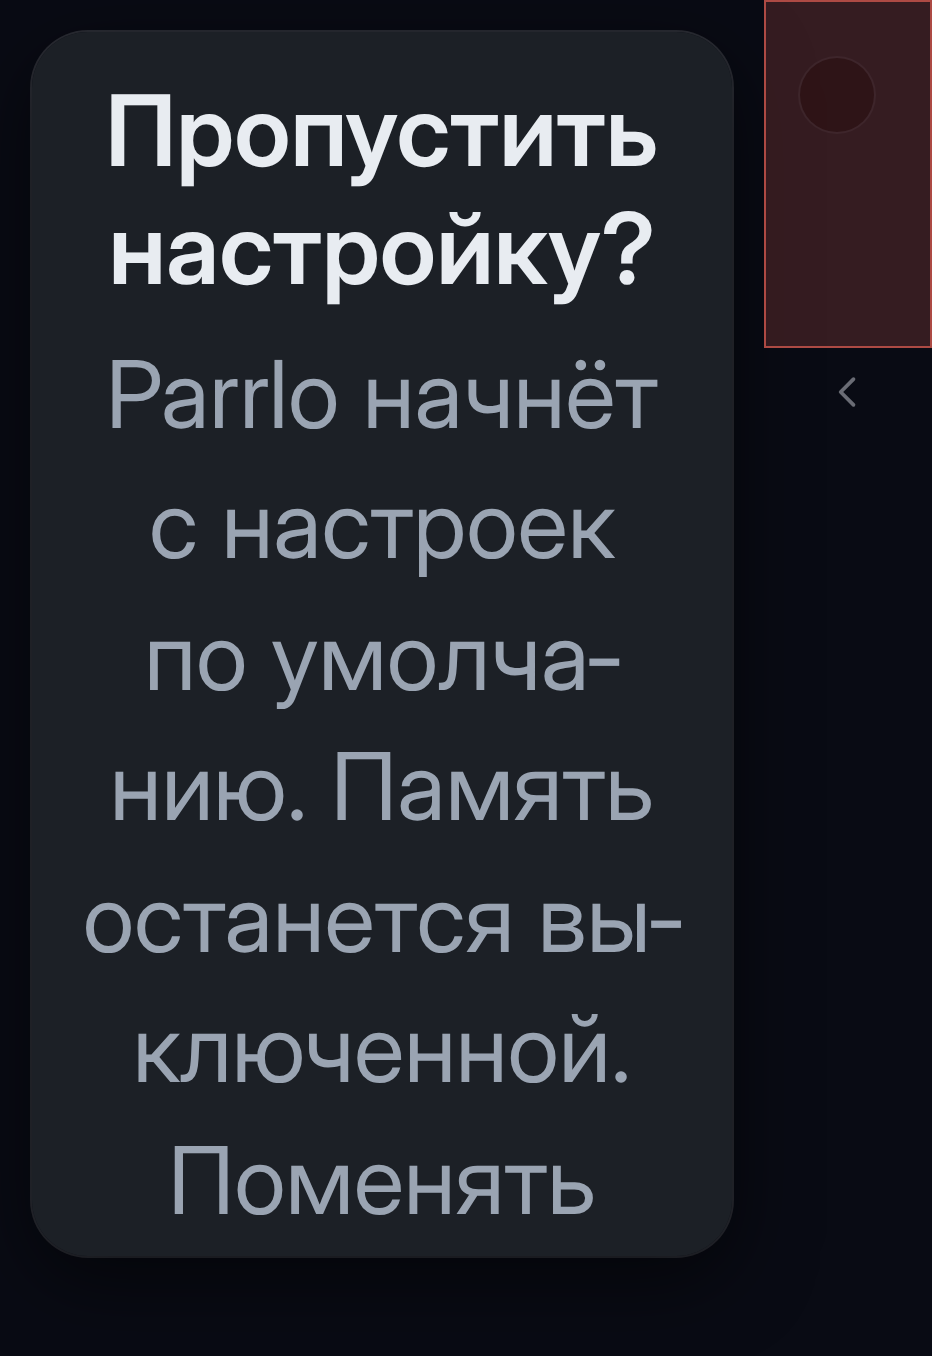 Пропустить
настройку?
Parrlo начнёт
с настроек
по умолча-
нию. Память
останется вы-
ключенной.
Поменять